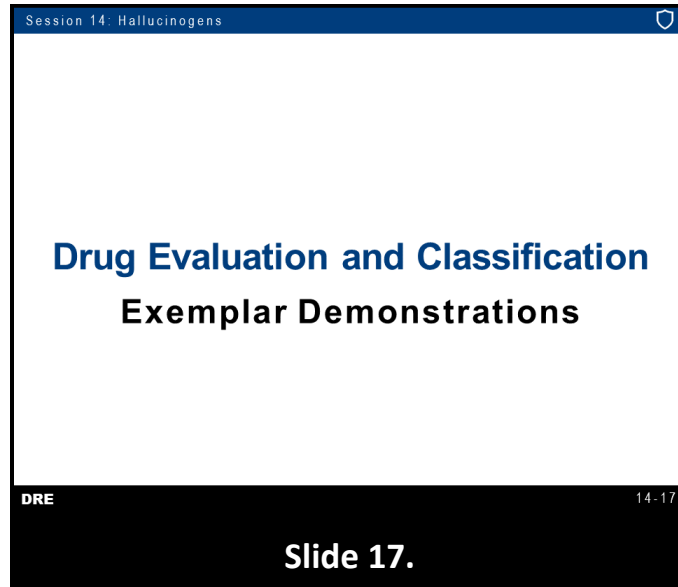 Session 14: Hallucinogens
Drug Evaluation and Classification
Exemplar Demonstrations
DRE
14-17
Slide 17.